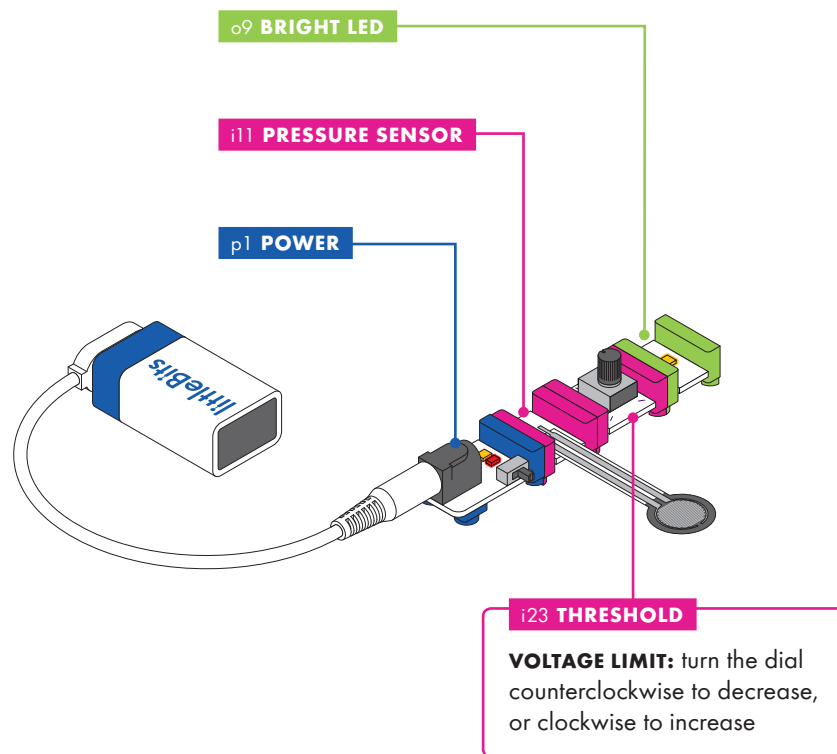 o9 BRIGHT LED
i11 PRESSURE SENSOR
p1 POWER
littleBits
i23 THRESHOLD
VOLTAGE LIMIT: turn the dial
counterclockwise to decrease,
or clockwise to increase